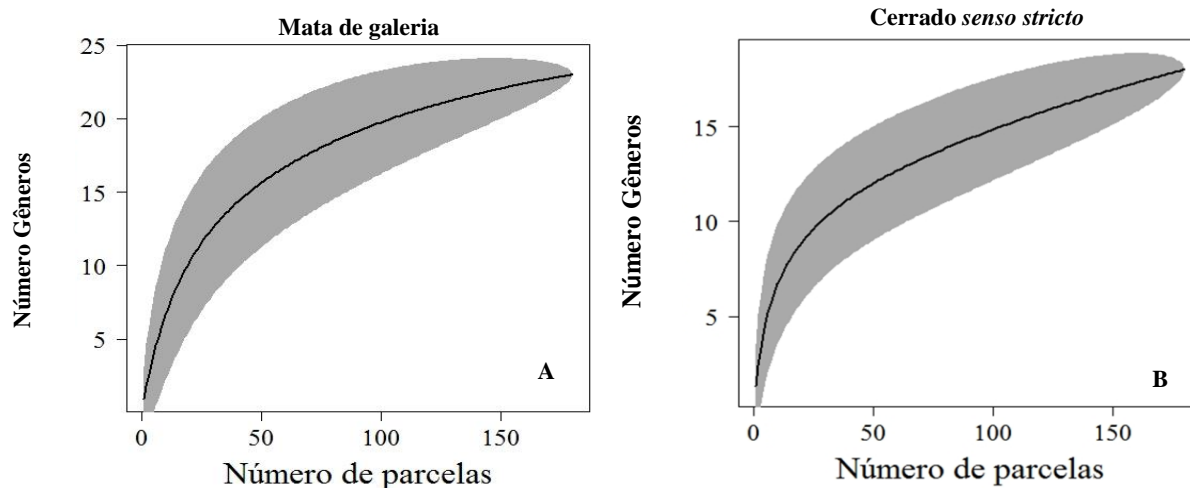 Mata de galeria
25
20
15
10
5
Número Gêneros
A
0 50 100 150
Número de parcelas
Cerrado senso stricto
15
10
5
Número Gêneros
B
0 50 100 150
Número de parcelas